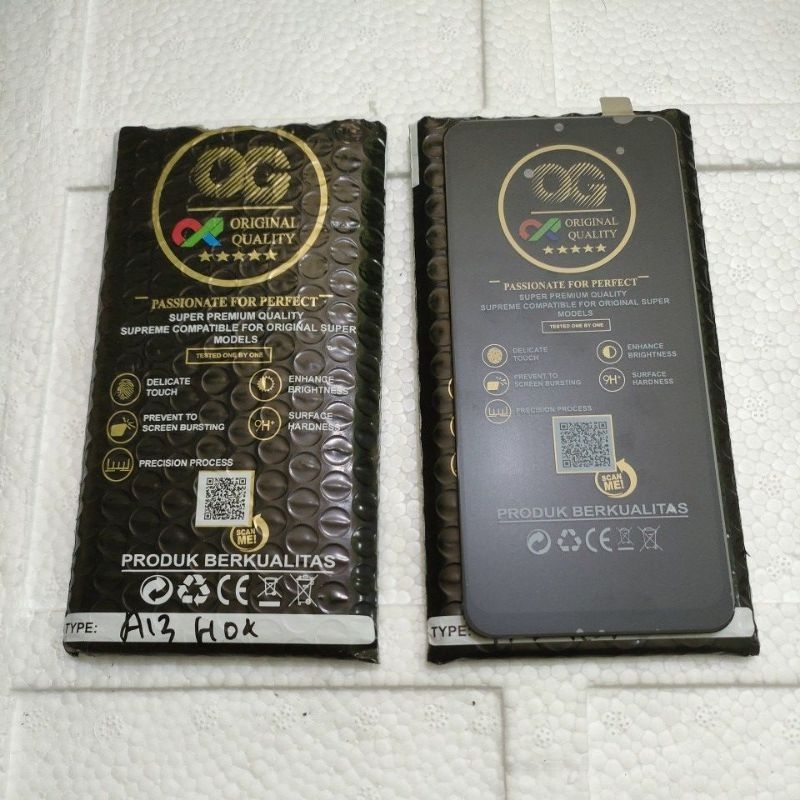 OG
ORIGINAL
QUALITY
PASSIONATE FOR PERFECT
SUPER PREMIUM QUALITY
SUPREME COMPATIBLE FOR ORIGINAL SUPER
MODELS
TESTED ONE BY ONE
DELICATE
TOUCH
ENHANCE
BRIGHTNESS
PREVENT TO
SCREEN BURSTING
9H+
SURFACE
HARDNESS
PRECISION PROCESS
SCAN
ME!
PRODUK BERKUALITAS
CE
TYPE:
A13
OG
ORIGINAL
QUALITY
PASSIONATE FOR PERFECT
SUPER PREMIUM QUALITY
SUPREME COMPATIBLE FOR ORIGINAL SUPER
MODELS
TESTED ONE BY ONE
DELICATE
TOUCH
ENHANCE
BRIGHTNESS
PREVENT TO
SCREEN BURSTING
9H+
SURFACE
HARDNESS
PRECISION PROCESS
SCAN
ME!
PRODUK BERKUALITAS
CE
TYPE: